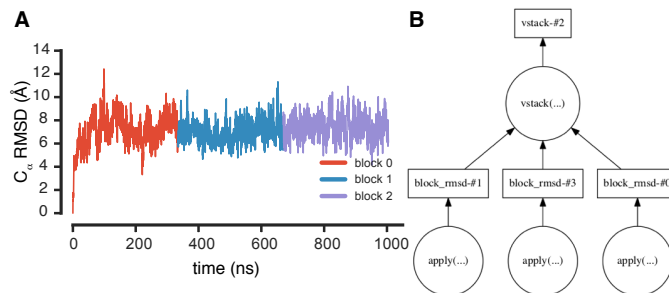 A
C_α RMSD (Å)
14
12
10
8
6
4
2
0
block 0
block 1
block 2
0
200
400
600
800
1000
time (ns)
B
vstack-#2
vstack(...)
block_rmsd-#1
block_rmsd-#3
block_rmsd-#0
apply(...)
apply(...)
apply(...)